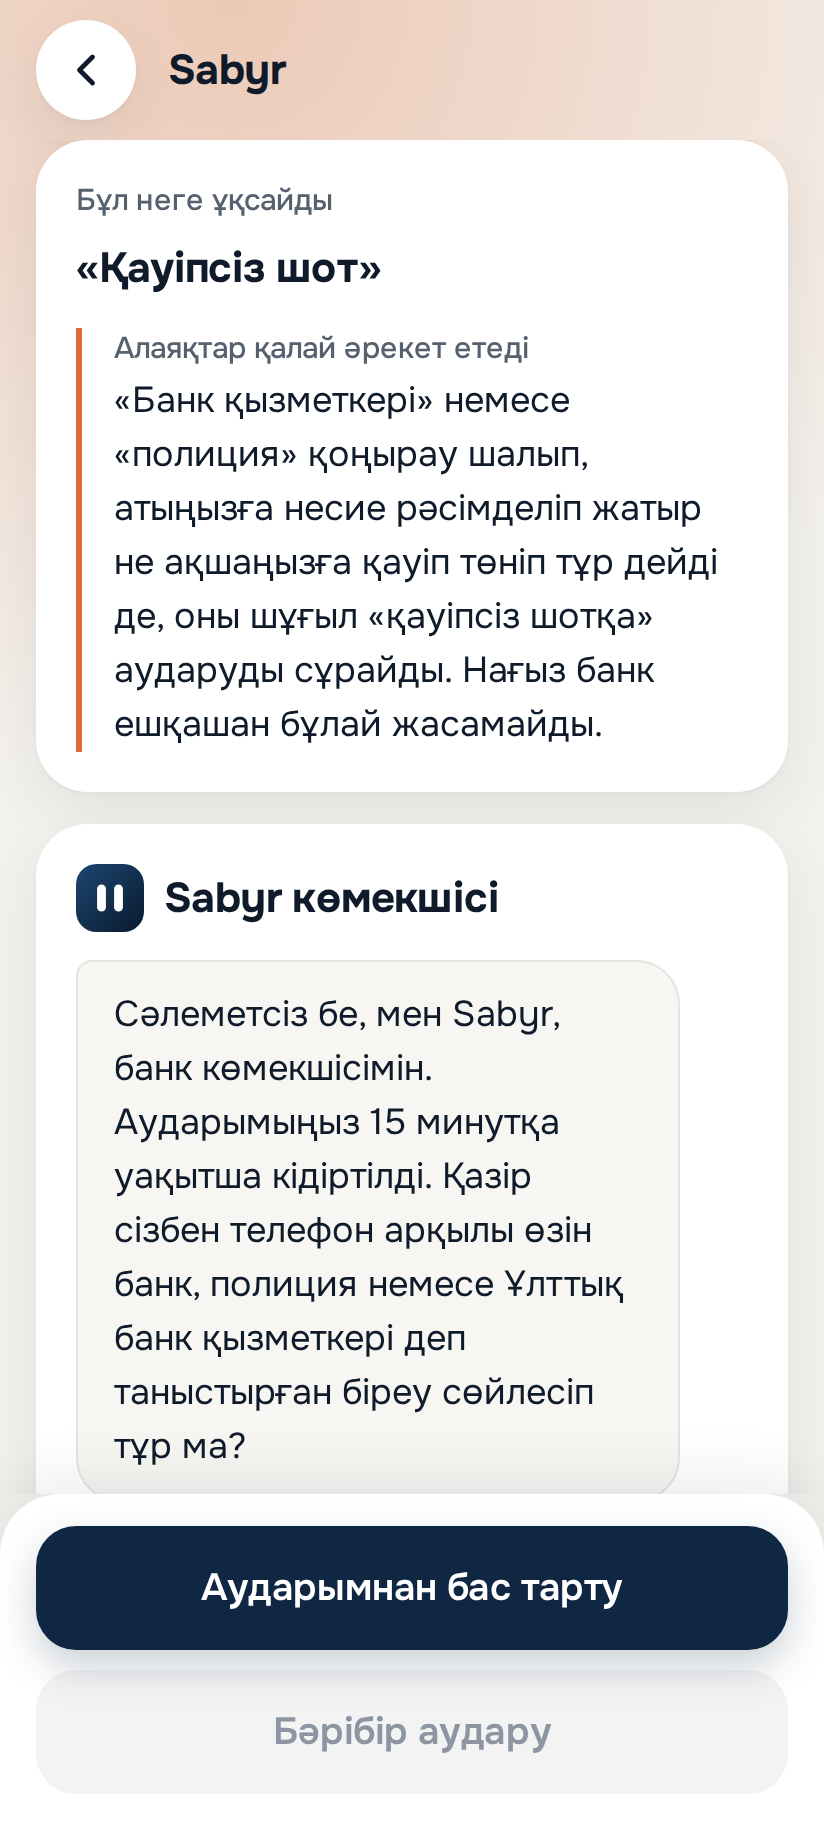 Sabyr
Бұл неге ұқсайды
«Қауіпсіз шот»
Алаяқтар қалай әрекет етеді
«Банк қызметкері» немесе
«полиция» қоңырау шалып,
атыңызға несие рәсімделіп жатыр
не ақшаңызға қауіп төніп тұр дейді
де, оны шұғыл «қауіпсіз шотқа»
аударуды сұрайды. Нағыз банк
ешқашан бұлай жасамайды.
Sabyr көмекшісі
Сәлеметсіз бе, мен Sabyr,
банк көмекшісімін.
Аударымыңыз 15 минутқа
уақытша кідіртілді. Қазір
сізбен телефон арқылы өзін
банк, полиция немесе Ұлттық
банк қызметкері деп
таныстырған біреу сөйлесіп
тұр ма?
Аударымнан бас тарту
Бәрібір аудару